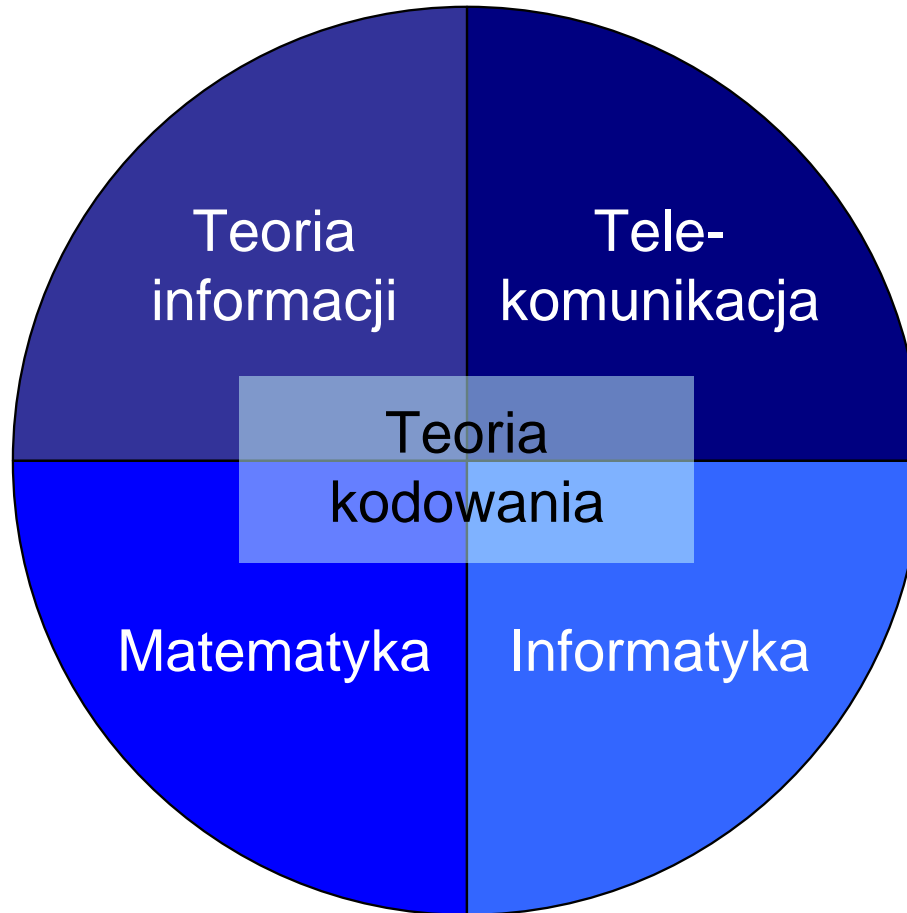 Teoria
informacji
Tele-
komunikacja
Teoria
kodowania
Matematyka
Informatyka